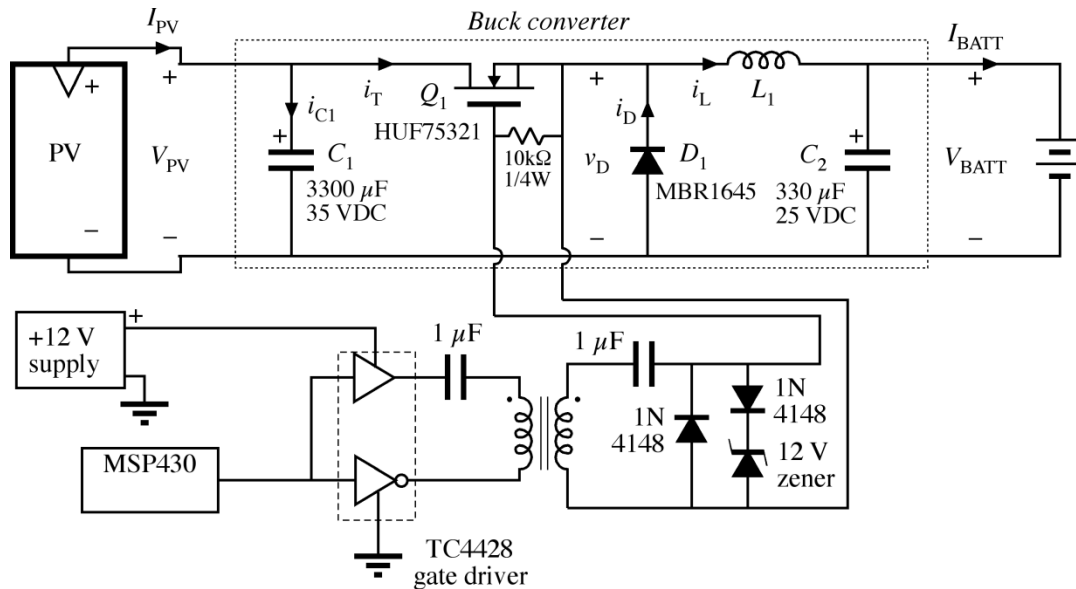 Buck converter
I_PV
I_BATT
+
+
i_T
Q_1
HUF75321
+
i_L
L_1
+
+
PV
V_PV
i_C1
+
C_1
3300 µF
35 VDC
10kΩ
1/4W
v_D
i_D
D_1
MBR1645
C_2
330 µF
25 VDC
V_BATT
–
–
–
–
+12 V
supply
+
1 µF
1 µF
1N
4148
1N
4148
12 V
zener
MSP430
TC4428
gate driver